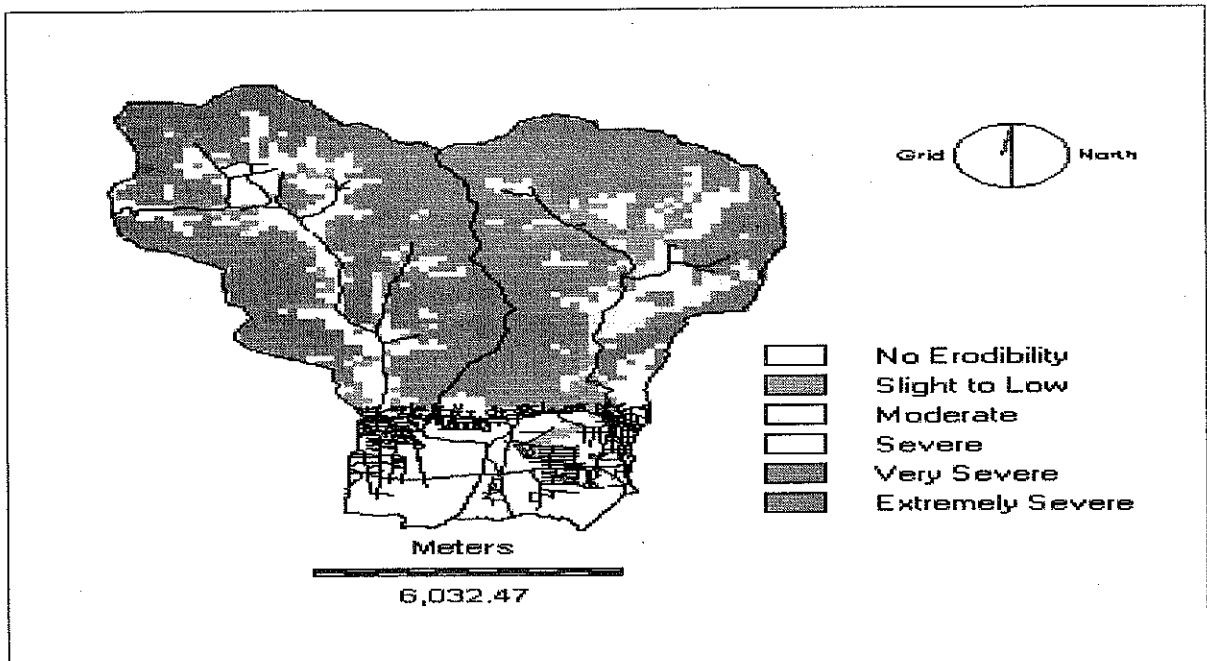 Grid North
No Erodibility
Slight to Low
Moderate
Severe
Very Severe
Extremely Severe
Meters
6,032.47